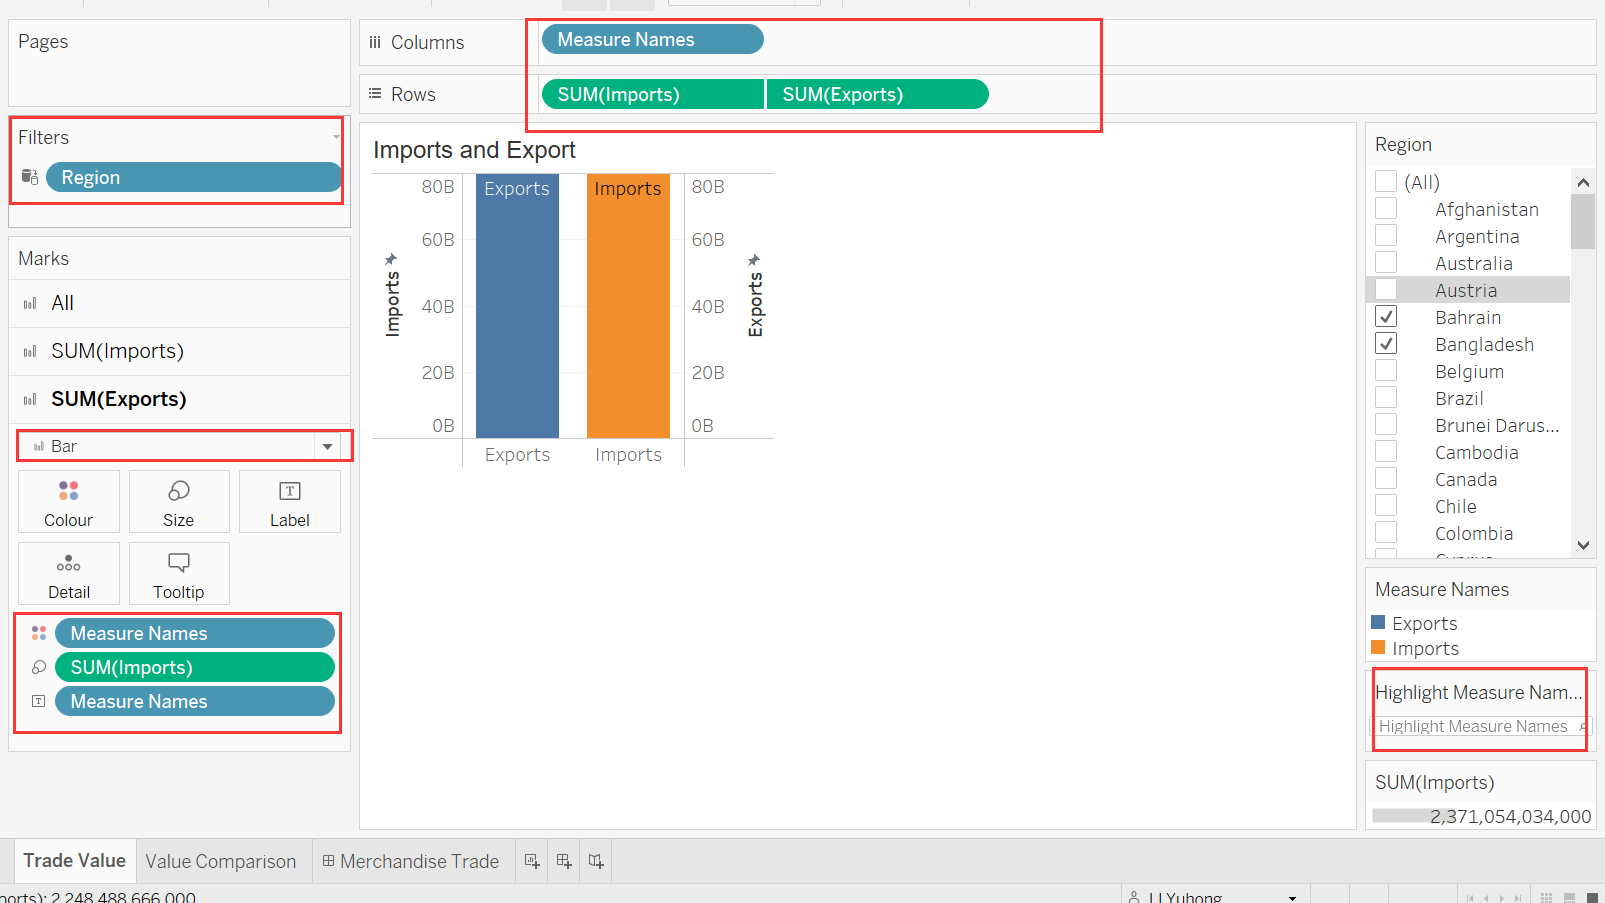 Pages
Columns
Measure Names
Rows
SUM(Imports)
SUM(Exports)
Filters
Region
Marks
All
SUM(Imports)
SUM(Exports)
Bar
Colour
Size
Label
Detail
Tooltip
Measure Names
SUM(Imports)
Measure Names
Imports and Export
80B
60B
40B
20B
0B
Imports
Exports
Imports
80B
60B
40B
20B
0B
Exports
Exports
Imports
Region
(All)
Afghanistan
Argentina
Australia
Austria
Bahrain
Bangladesh
Belgium
Brazil
Brunei Darus...
Cambodia
Canada
Chile
Colombia
Measure Names
Exports
Imports
Highlight Measure Nam...
Highlight Measure Names
SUM(Imports)
2,371,054,034,000
Trade Value
Value Comparison
Merchandise Trade
ports): 2,248,488,666,000
LI Yuhong